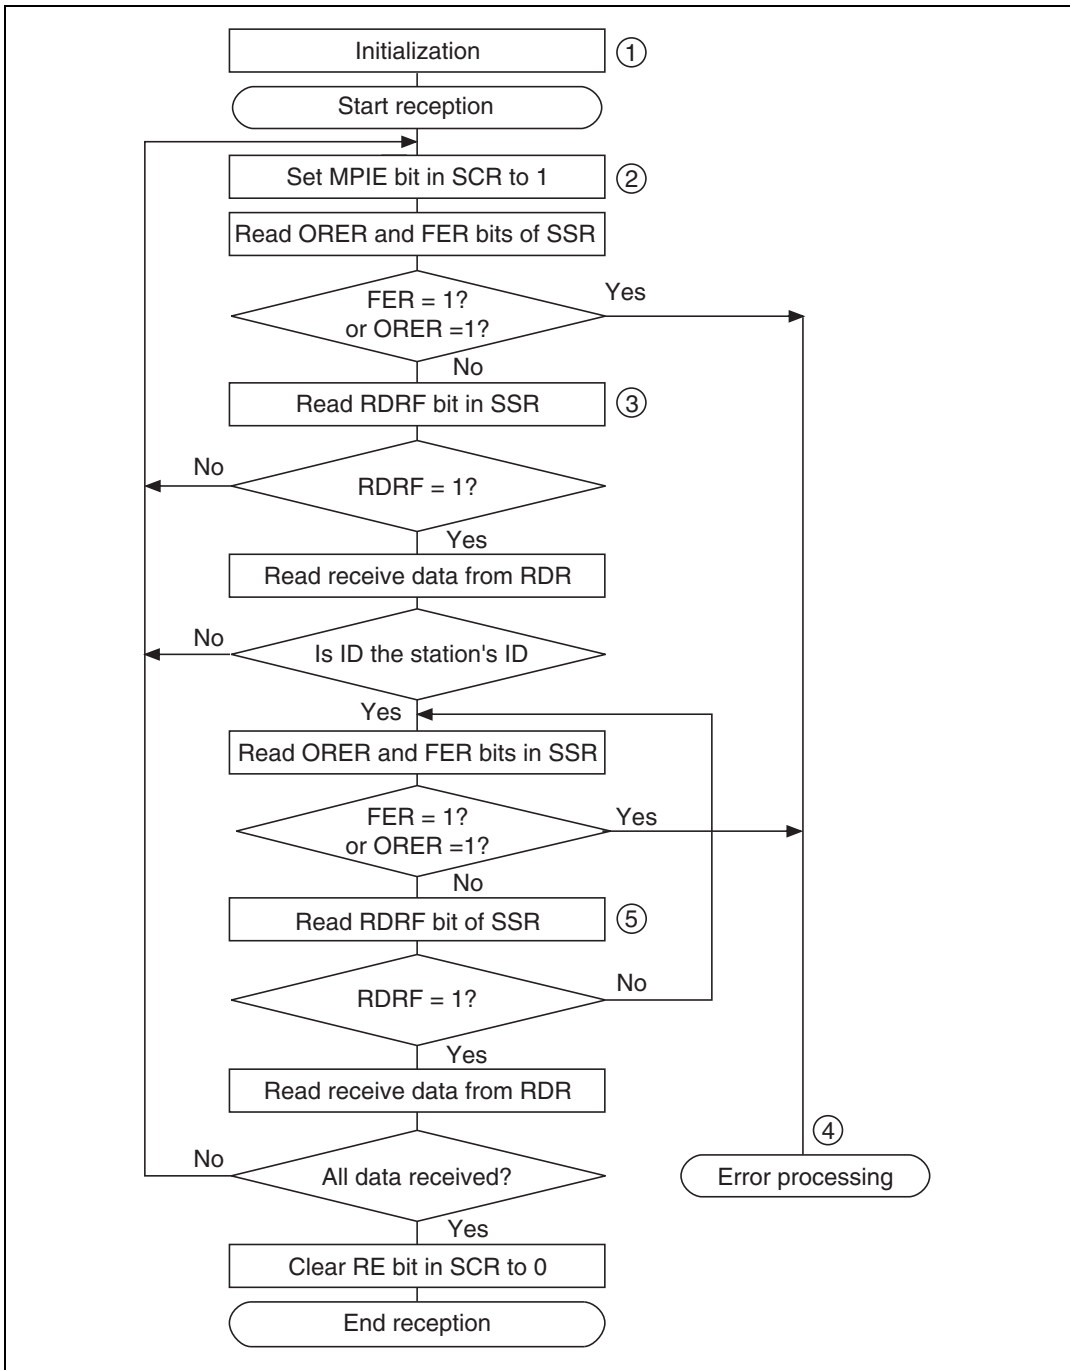 Initialization ①
Start reception
Set MPIE bit in SCR to 1 ②
Read ORER and FER bits of SSR
FER = 1?
or ORER =1?
Yes
No
Read RDRF bit in SSR ③
RDRF = 1?
No
Yes
Read receive data from RDR
Is ID the station's ID
No
Yes
Read ORER and FER bits in SSR
FER = 1?
or ORER =1?
Yes
No
Read RDRF bit of SSR ⑤
RDRF = 1?
No
Yes
Read receive data from RDR
④
Error processing
All data received?
No
Yes
Clear RE bit in SCR to 0
End reception